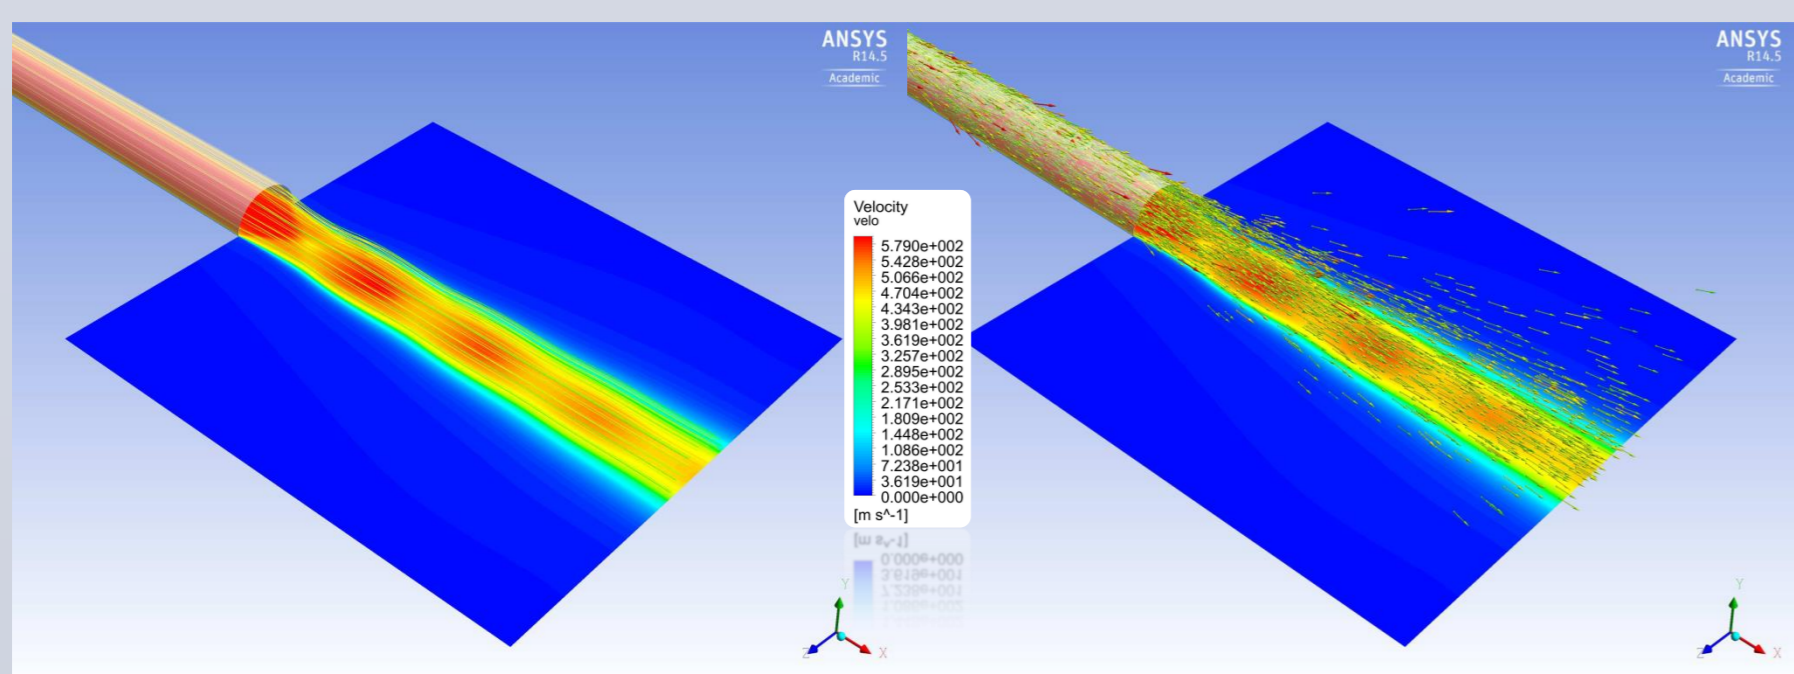 ANSYS
R14.5
Academic
ANSYS
R14.5
Academic
Velocity
velo
5.790e+002
5.428e+002
5.066e+002
4.704e+002
4.343e+002
3.981e+002
3.619e+002
3.257e+002
2.895e+002
2.533e+002
2.171e+002
1.809e+002
1.448e+002
1.086e+002
7.238e+001
3.619e+001
0.000e+000
[m s^-1]
Y
Z
X
Y
Z
X